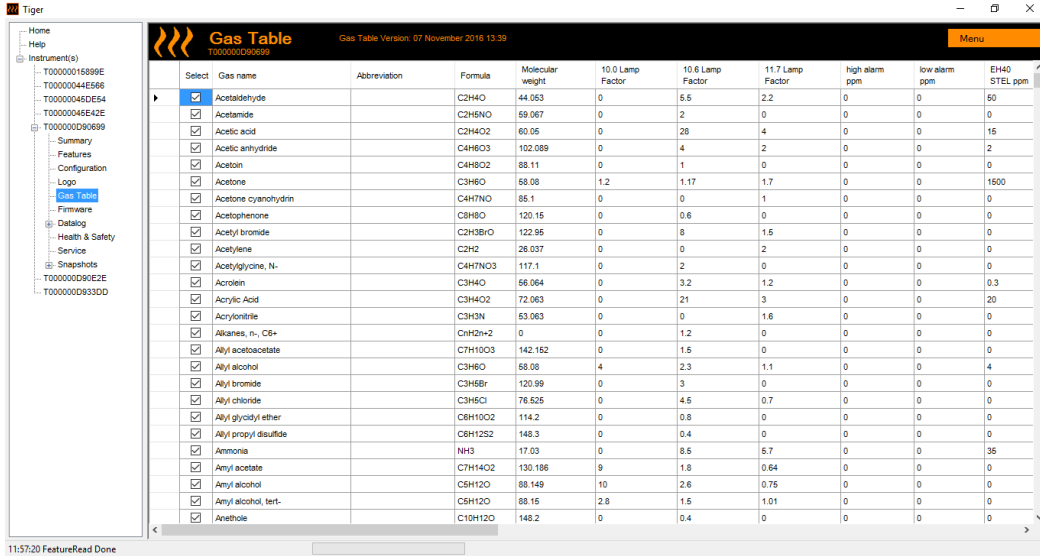 Tiger
Home
Help
Instrument(s)
T00000015899E
T00000044E566
T00000045DE54
T00000045E42E
T000000D90699
Summary
Features
Configuration
Logo
Gas Table
Firmware
Datalog
Health & Safety
Service
Snapshots
T000000D90E2E
T000000D933DD
Gas Table
T000000D90699
Gas Table Version: 07 November 2016 13:39
Menu
Select Gas name Abbreviation Formula Molecular weight 10.0 Lamp Factor 10.6 Lamp Factor 11.7 Lamp Factor high alarm ppm low alarm ppm EH40 STEL ppm
Acetaldehyde C2H4O 44.053 0 5.5 2.2 0 0 50
Acetamide C2H5NO 59.067 0 2 0 0 0 0
Acetic acid C2H4O2 60.05 0 28 4 0 0 15
Acetic anhydride C4H6O3 102.089 0 4 2 0 0 2
Acetoin C4H8O2 88.11 0 1 0 0 0 0
Acetone C3H6O 58.08 1.2 1.17 1.7 0 0 1500
Acetone cyanohydrin C4H7NO 85.1 0 0 1 0 0 0
Acetophenone C8H8O 120.15 0 0.6 0 0 0 0
Acetyl bromide C2H3BrO 122.95 0 8 1.5 0 0 0
Acetylene C2H2 26.037 0 0 2 0 0 0
Acetylglycine, N- C4H7NO3 117.1 0 2 0 0 0 0
Acrolein C3H4O 56.064 0 3.2 1.2 0 0 0.3
Acrylic Acid C3H4O2 72.063 0 21 3 0 0 20
Acrylonitrile C3H3N 53.063 0 0 1.6 0 0 0
Alkanes, n-, C6+ CnH2n+2 0 0 1.2 0 0 0 0
Allyl acetoacetate C7H10O3 142.152 0 1.5 0 0 0 0
Allyl alcohol C3H6O 58.08 4 2.3 1.1 0 0 4
Allyl bromide C3H5Br 120.99 0 3 0 0 0 0
Allyl chloride C3H5Cl 76.525 0 4.5 0.7 0 0 0
Allyl glycidyl ether C6H10O2 114.2 0 0.8 0 0 0 0
Allyl propyl disulfide C6H12S2 148.3 0 0.4 0 0 0 0
Ammonia NH3 17.03 0 8.5 5.7 0 0 35
Amyl acetate C7H14O2 130.186 9 1.8 0.64 0 0 0
Amyl alcohol C5H12O 88.149 10 2.6 0.75 0 0 0
Amyl alcohol, tert- C5H12O 88.15 2.8 1.5 1.01 0 0 0
Anethole C10H12O 148.2 0 0.4 0 0 0 0
11:57:20 FeatureRead Done